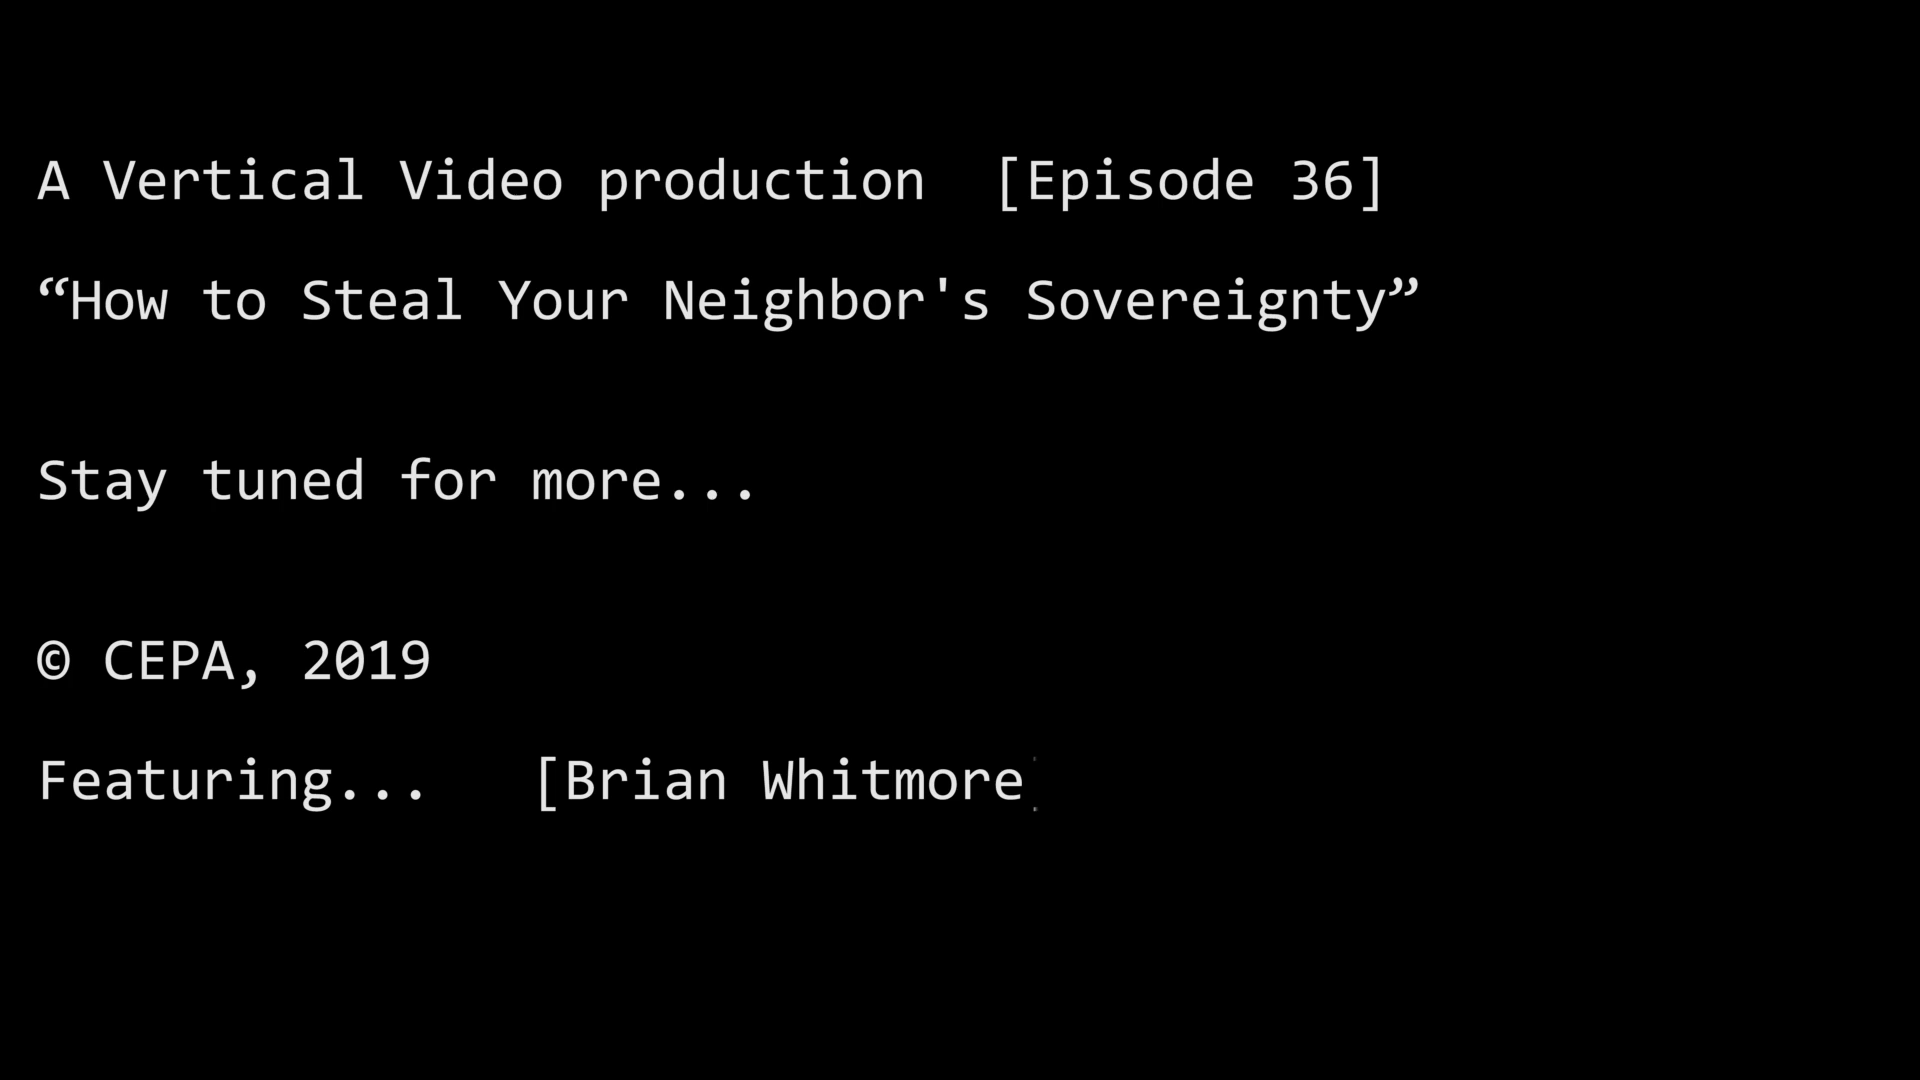 A Vertical Video production  [Episode 36]
“How to Steal Your Neighbor's Sovereignty”
Stay tuned for more...
© CEPA, 2019
Featuring...   [Brian Whitmore]